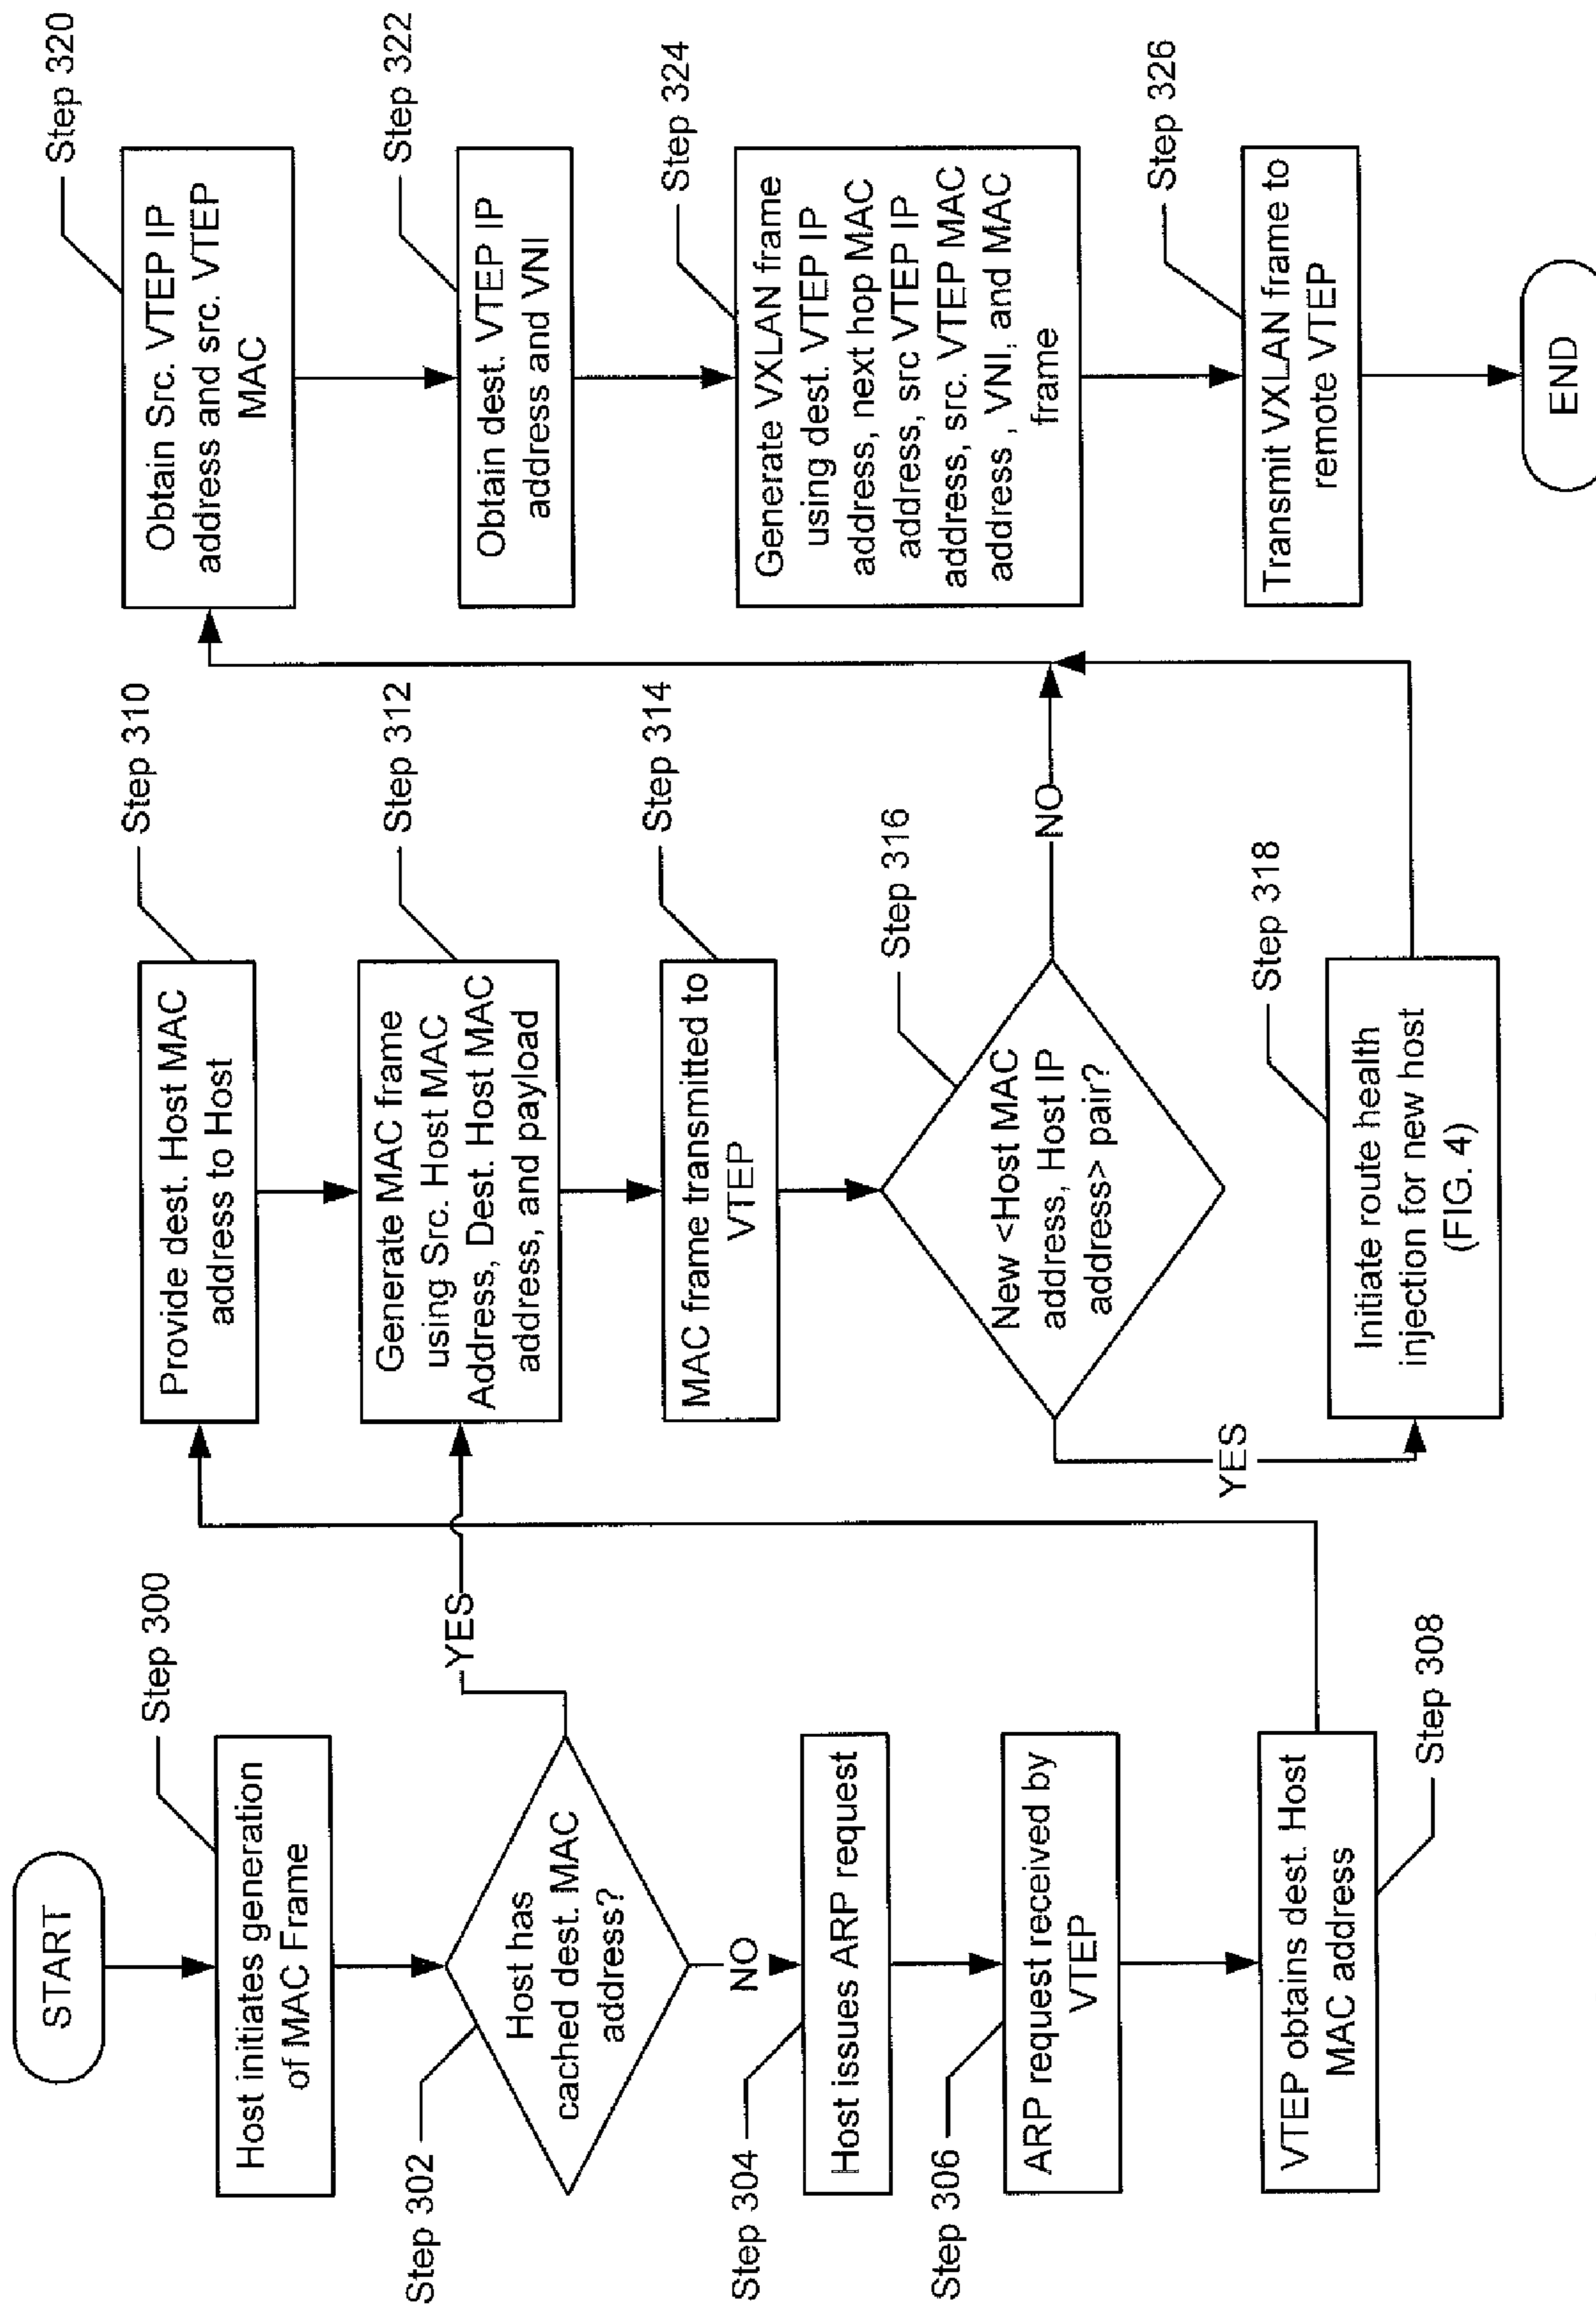 START
Step 300
Host initiates generation
of MAC Frame
Step 302
Host has
cached dest. MAC
address?
YES
NO
Step 304
Host issues ARP request
Step 306
ARP request received by
VTEP
VTEP obtains dest. Host
MAC address
Step 308
Step 310
Provide dest. Host MAC
address to Host
Step 312
Generate MAC frame
using Src. Host MAC
Address, Dest. Host MAC
address, and payload
Step 314
MAC frame transmitted to
VTEP
Step 316
New <Host MAC
address, Host IP
address> pair?
NO
YES
Step 318
Initiate route health
injection for new host
(FIG. 4)
Step 320
Obtain Src. VTEP IP
address and src. VTEP
MAC
Step 322
Obtain dest. VTEP IP
address and VNI
Step 324
Generate VXLAN frame
using dest. VTEP IP
address, next hop MAC
address, src VTEP IP
address, src. VTEP MAC
address , VNI, and MAC
frame
Step 326
Transmit VXLAN frame to
remote VTEP
END